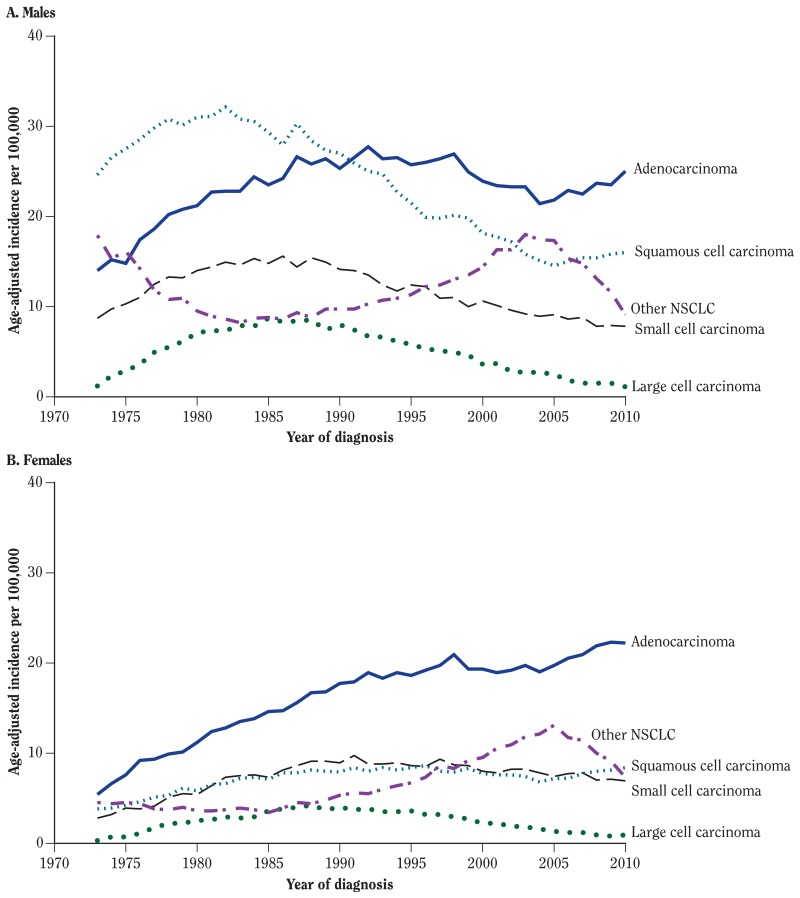 A. Males
Age-adjusted incidence per 100,000
40
30
20
10
0
Adenocarcinoma
Squamous cell carcinoma
Other NSCLC
Small cell carcinoma
Large cell carcinoma
1970 1975 1980 1985 1990 1995 2000 2005 2010
Year of diagnosis
B. Females
Age-adjusted incidence per 100,000
40
30
20
10
0
Adenocarcinoma
Other NSCLC
Squamous cell carcinoma
Small cell carcinoma
Large cell carcinoma
1970 1975 1980 1985 1990 1995 2000 2005 2010
Year of diagnosis